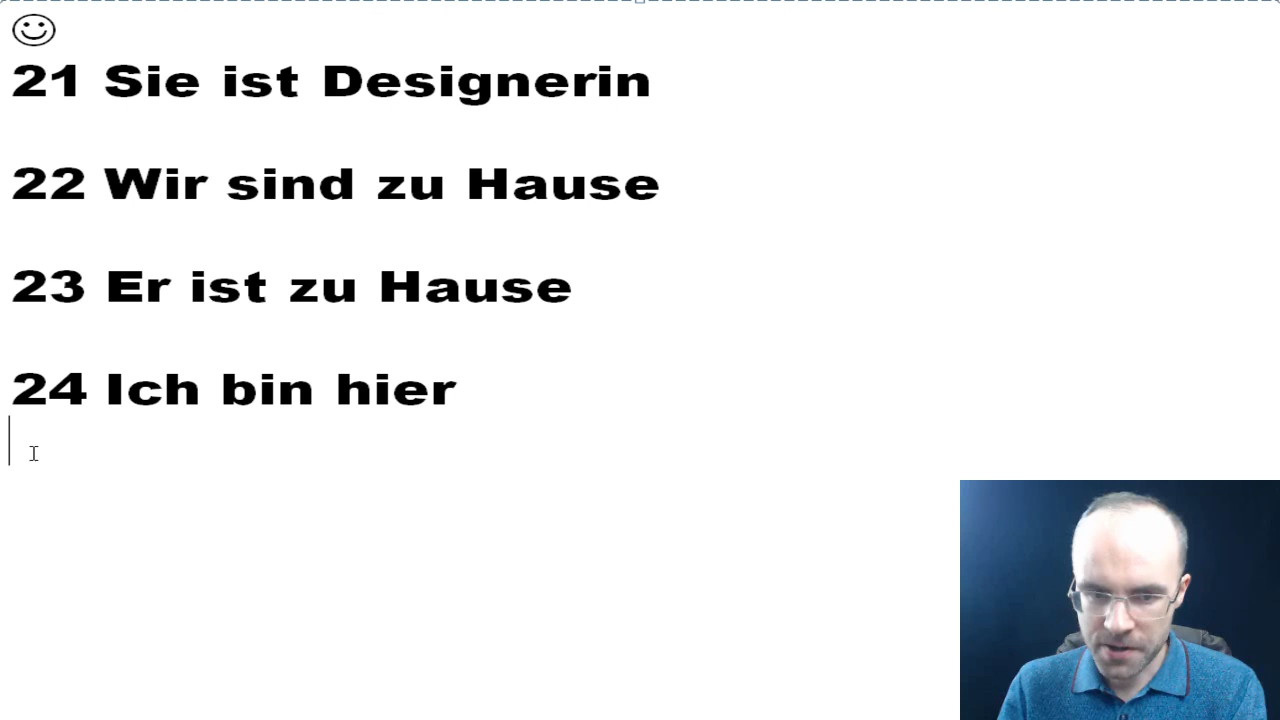 21 Sie ist Designerin
22 Wir sind zu Hause
23 Er ist zu Hause
24 Ich bin hier